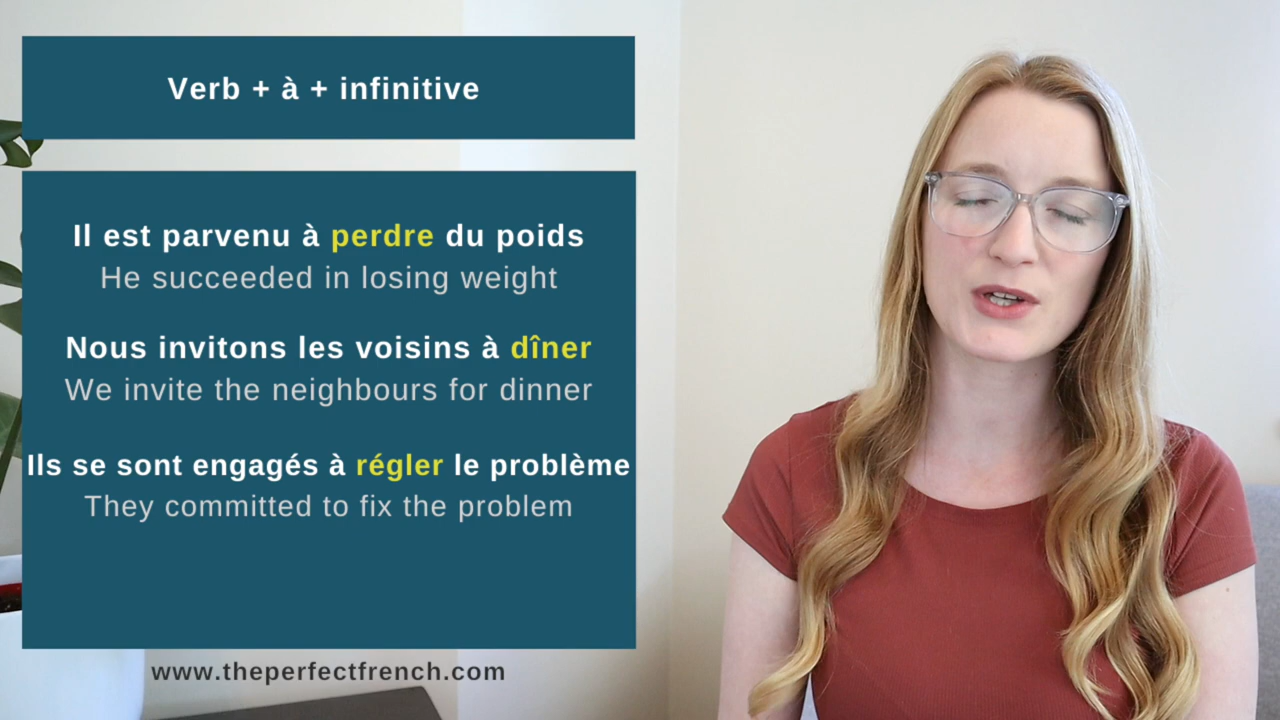 Verb + à + infinitive
Il est parvenu à perdre du poids
He succeeded in losing weight
Nous invitons les voisins à dîner
We invite the neighbours for dinner
Ils se sont engagés à régler le problème
They committed to fix the problem
www.theperfectfrench.com